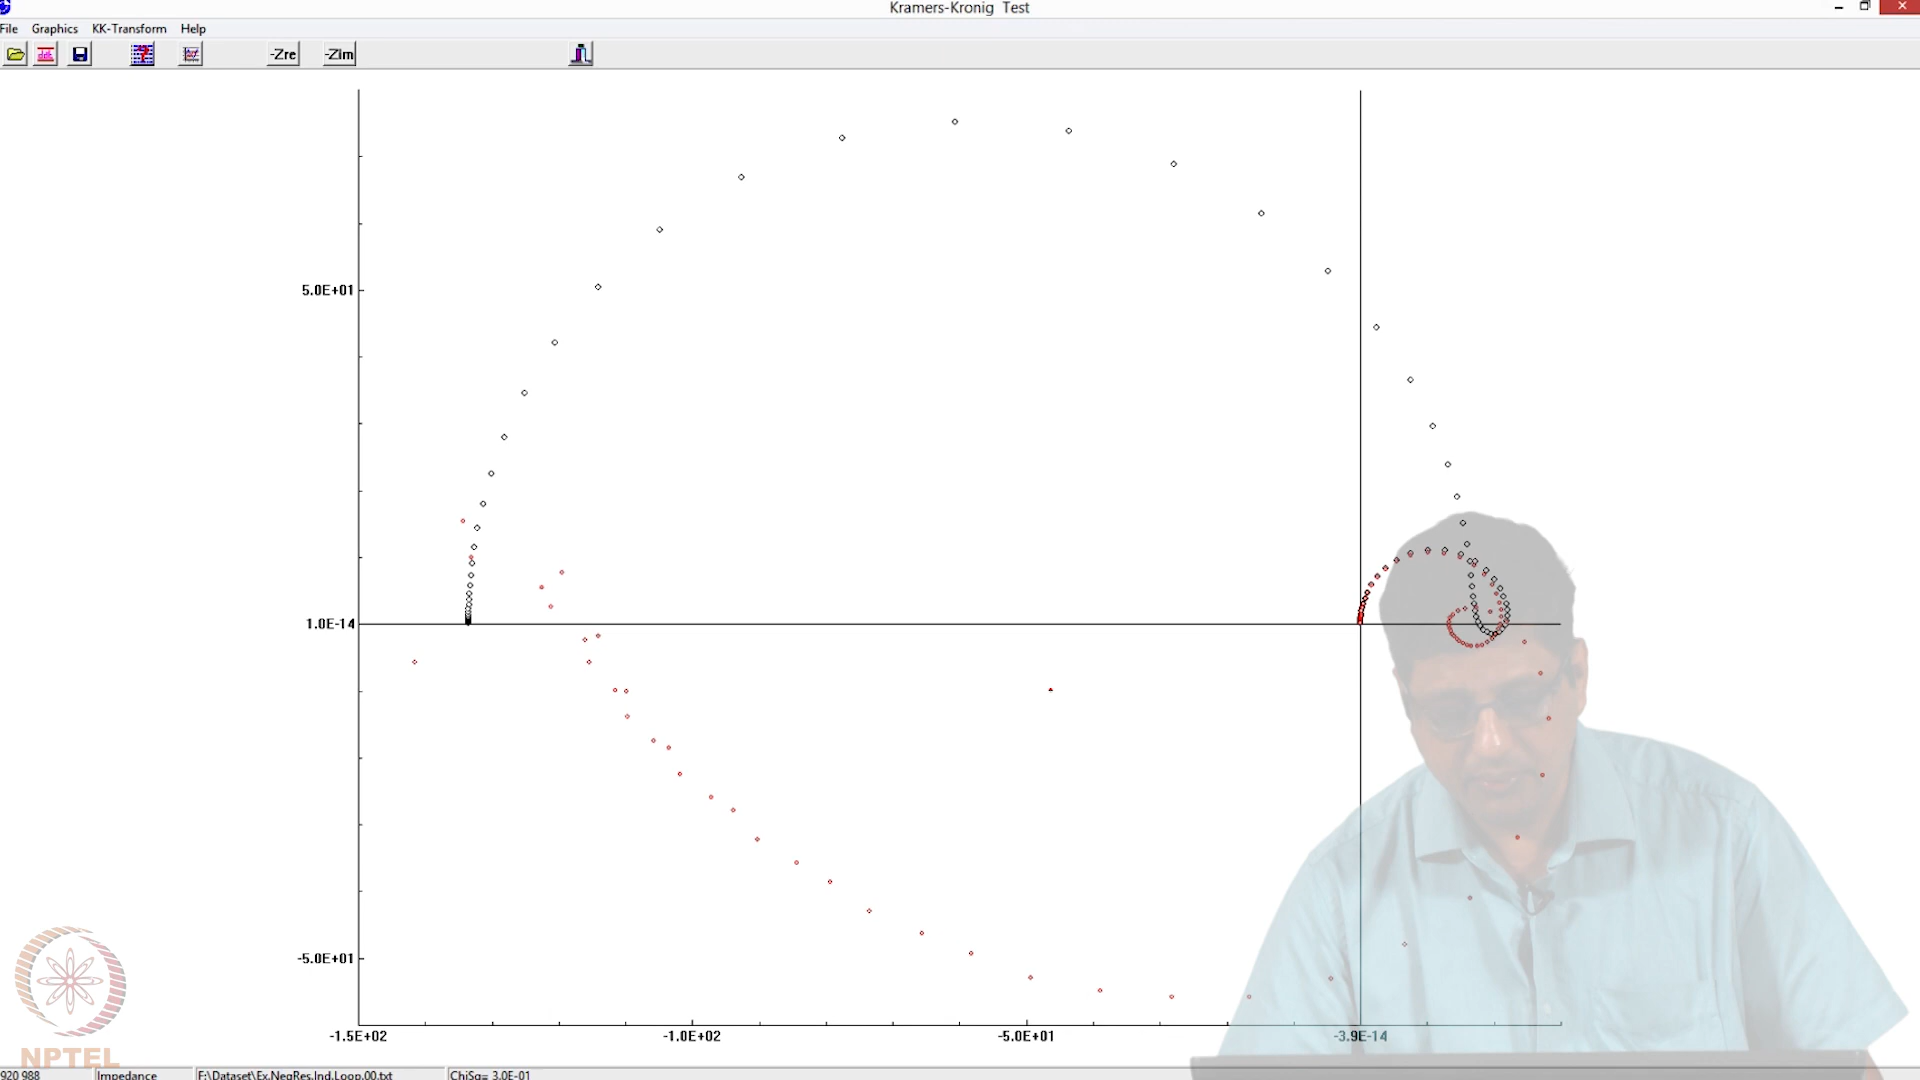 Kramers-Kronig Test
File Graphics KK-Transform Help
-Zre -ZIm
5.0E+01
1.0E-14
-5.0E+01
-1.5E+02 -1.0E+02 -5.0E+01 -3.9E-14
NPTEL
920 988 Impedance F:\Dataset\Ex.NegRes.Ind.Loop.00.txt ChiSq= 3.0E-01